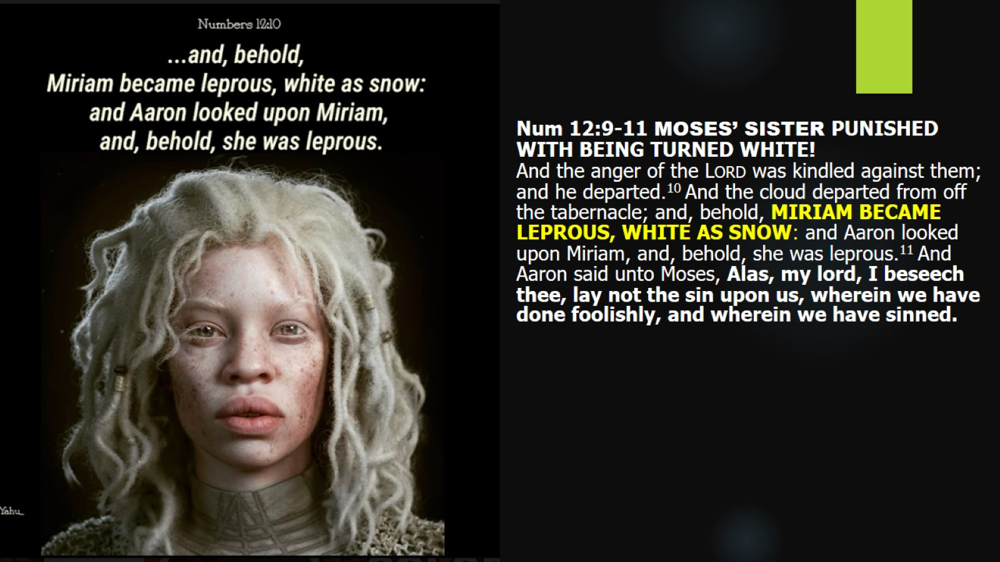 Numbers 12:10
...and, behold,
Miriam became leprous, white as snow:
and Aaron looked upon Miriam,
and, behold, she was leprous.
Yahu_
Num 12:9-11 MOSES’ SISTER PUNISHED
WITH BEING TURNED WHITE!
And the anger of the LORD was kindled against them;
and he departed.10 And the cloud departed from off
the tabernacle; and, behold, MIRIAM BECAME
LEPROUS, WHITE AS SNOW: and Aaron looked
upon Miriam, and, behold, she was leprous.11 And
Aaron said unto Moses, Alas, my lord, I beseech
thee, lay not the sin upon us, wherein we have
done foolishly, and wherein we have sinned.